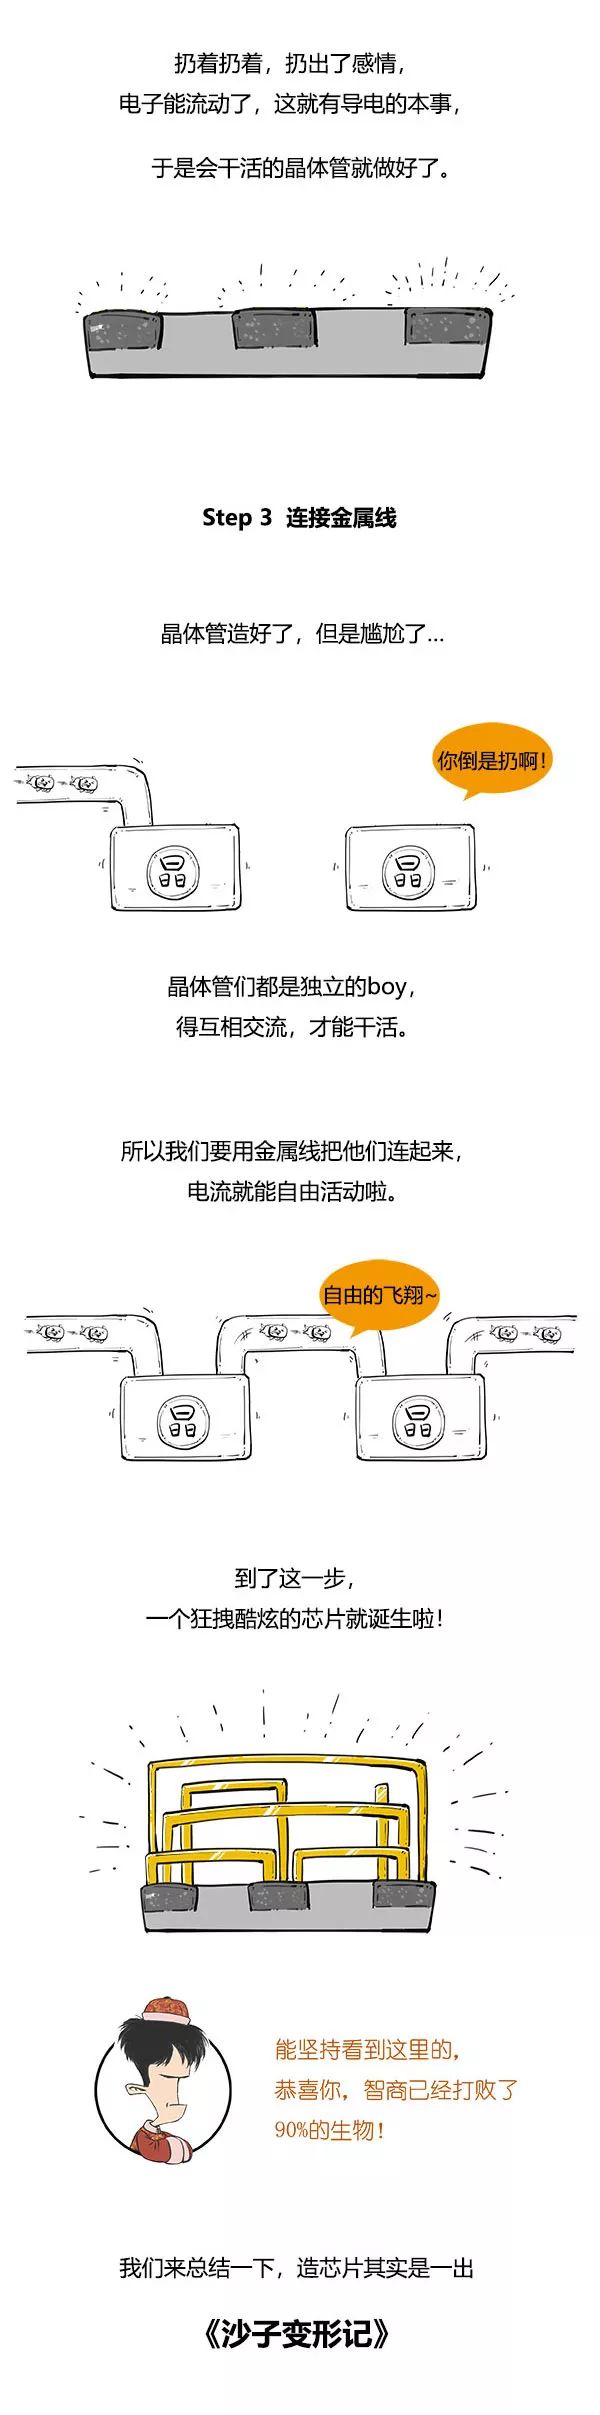 扔着扔着，扔出了感情，
电子能流动了，这就有导电的本事，
于是会干活的晶体管就做好了。
Step 3 连接金属线
晶体管造好了，但是尴尬了...
你倒是扔啊！
晶
晶
晶体管们都是独立的boy，
得互相交流，才能干活。
所以我们要用金属线把他们连起来，
电流就能自由活动啦。
自由的飞翔~
晶
晶
到了这一步，
一个狂拽酷炫的芯片就诞生啦！
能坚持看到这里的，
恭喜你，智商已经打败了
90%的生物！
我们来总结一下，造芯片其实是一出
《沙子变形记》